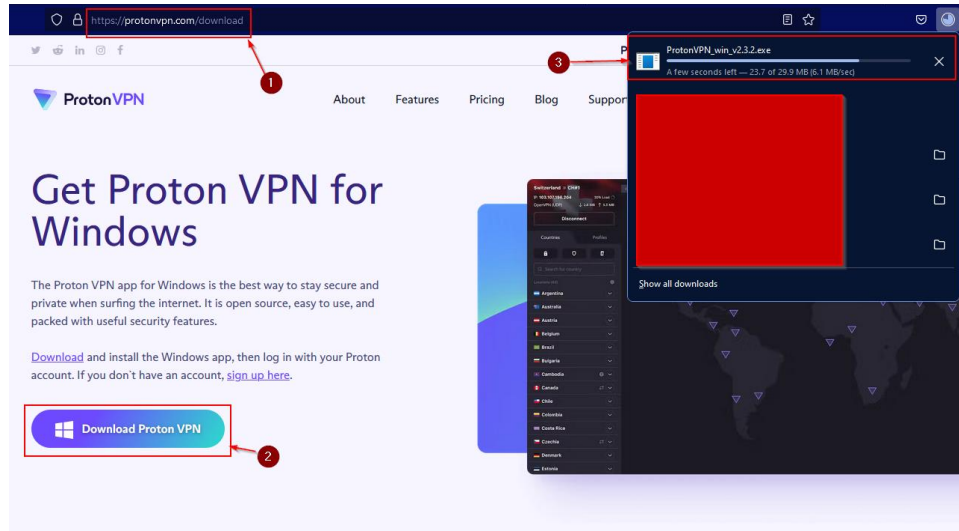 https://protonvpn.com/download
ProtonVPN_win_v2.3.2.exe
A few seconds left — 23.7 of 29.9 MB (6.1 MB/sec)
3
1
ProtonVPN
About Features Pricing Blog Support
Get Proton VPN for
Windows
The Proton VPN app for Windows is the best way to stay secure and
private when surfing the internet. It is open source, easy to use, and
packed with useful security features.
Download and install the Windows app, then log in with your Proton
account. If you don`t have an account, sign up here.
Download Proton VPN
2
Show all downloads
Disconnect
Countries Profiles
Search for country
Argentina
Australia
Austria
Belgium
Brazil
Bulgaria
Cambodia
Canada
Chile
Colombia
Costa Rica
Czechia
Denmark
Estonia